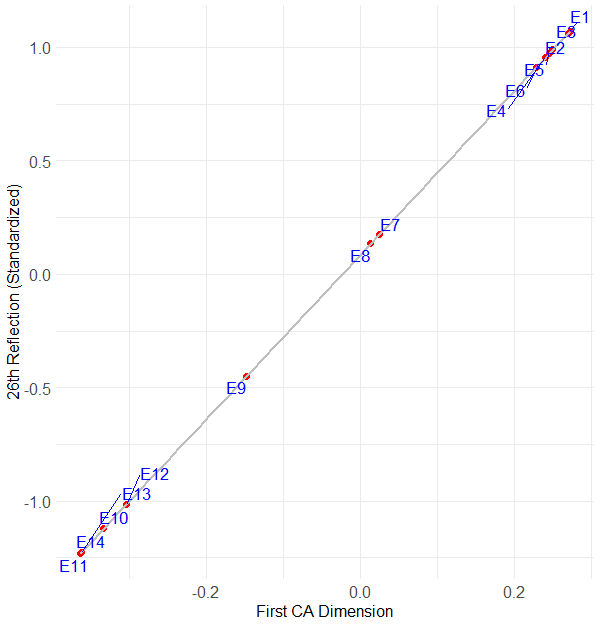 E1
E3
1.0
E2
E5
E6
E4
0.5
E7
E8
0.0
-0.5
E9
E12
E13
-1.0
E10
E14
E11
-0.2
0.0
0.2
First CA Dimension
26th Reflection (Standardized)